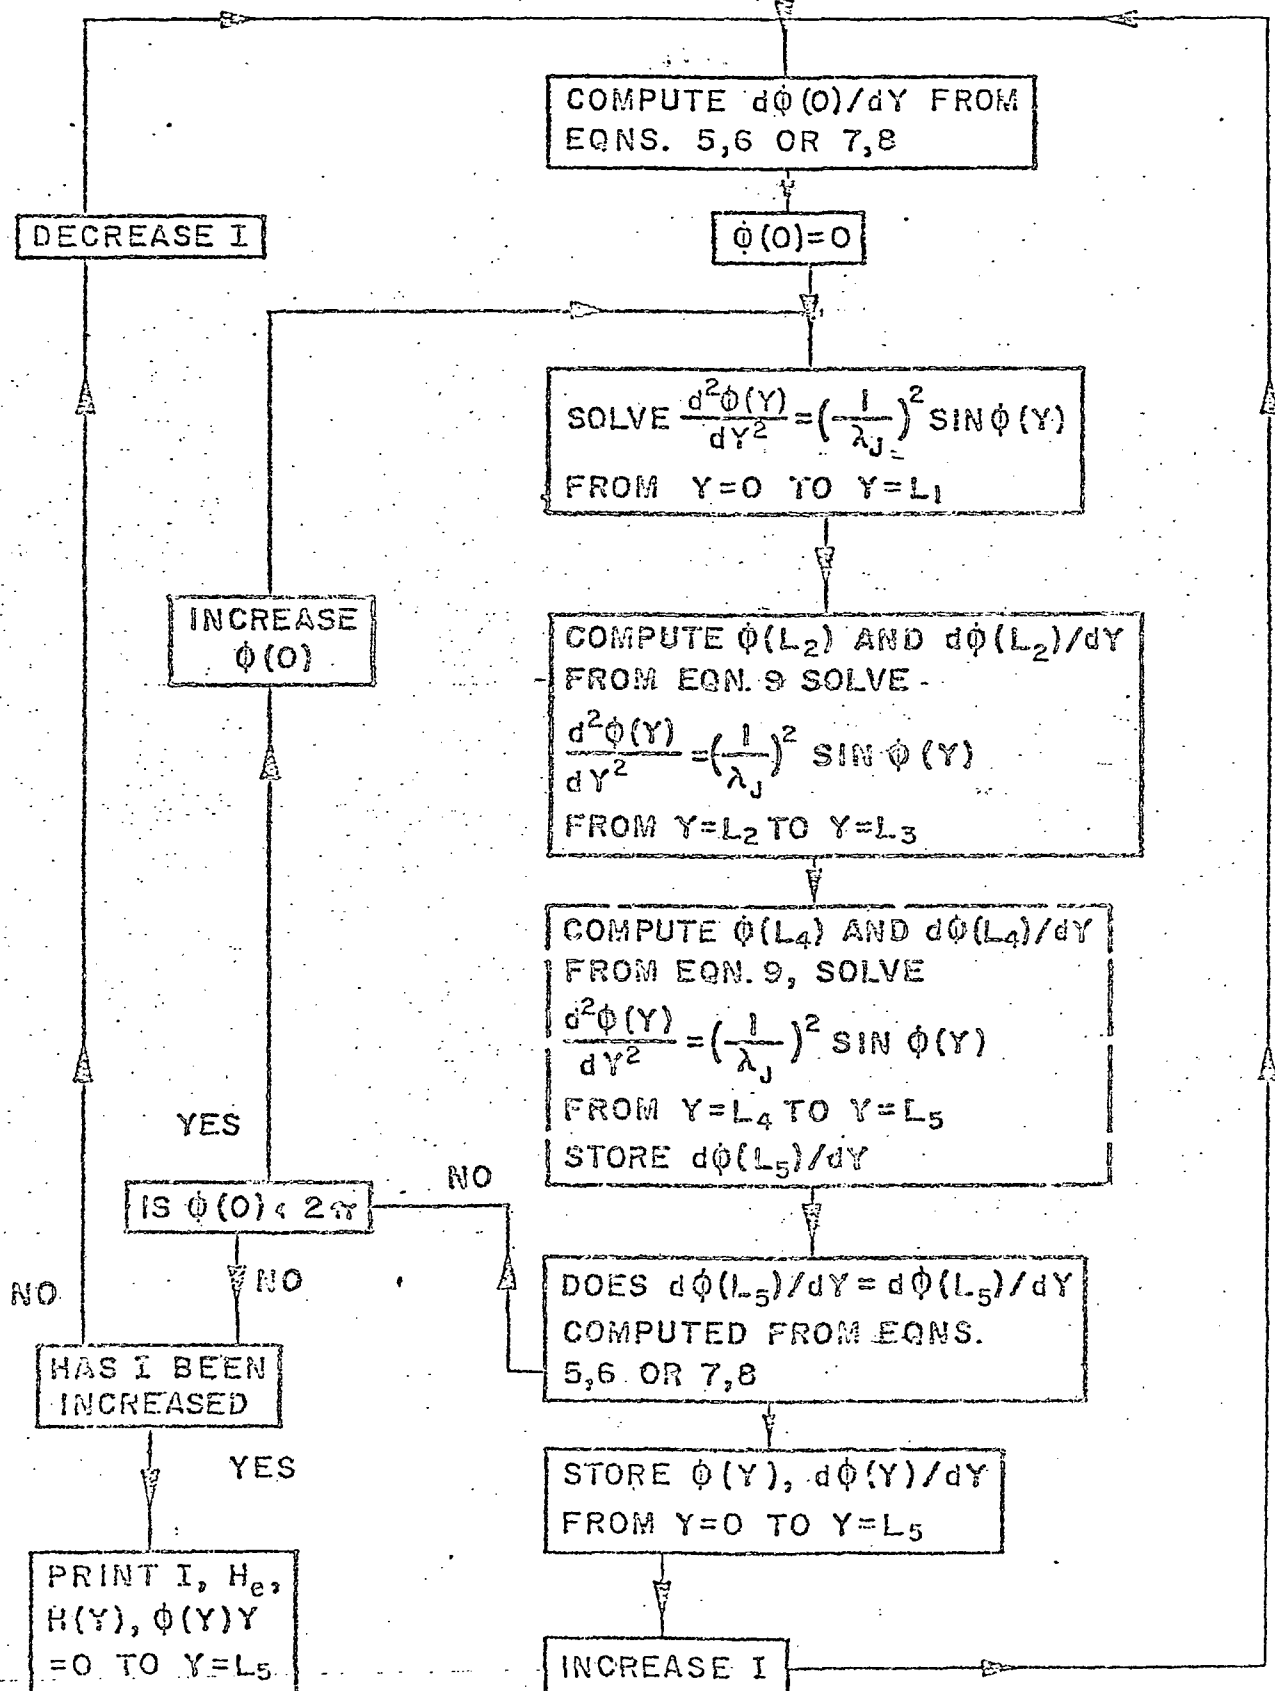 COMPUTE dϕ(0)/dY FROM
EQNS. 5,6 OR 7,8
DECREASE I
ϕ(0)=0
SOLVE d²ϕ(Y)/dY² = (1/λJ)² SIN ϕ(Y)
FROM Y=0 TO Y=L₁
INCREASE
ϕ(0)
COMPUTE ϕ(L₂) AND dϕ(L₂)/dY
FROM EQN. 9 SOLVE
d²ϕ(Y)/dY² = (1/λJ)² SIN ϕ(Y)
FROM Y=L₂ TO Y=L₃
COMPUTE ϕ(L₄) AND dϕ(L₄)/dY
FROM EQN. 9, SOLVE
d²ϕ(Y)/dY² = (1/λJ)² SIN ϕ(Y)
FROM Y=L₄ TO Y=L₅
STORE dϕ(L₅)/dY
YES
NO
IS ϕ(0) < 2π
NO
NO
DOES dϕ(L₅)/dY = dϕ(L₅)/dY
COMPUTED FROM EQNS.
5,6 OR 7,8
HAS I BEEN
INCREASED
YES
STORE ϕ(Y), dϕ(Y)/dY
FROM Y=0 TO Y=L₅
PRINT I, Hₑ,
H(Y), ϕ(Y)Y
=0 TO Y=L₅
INCREASE I